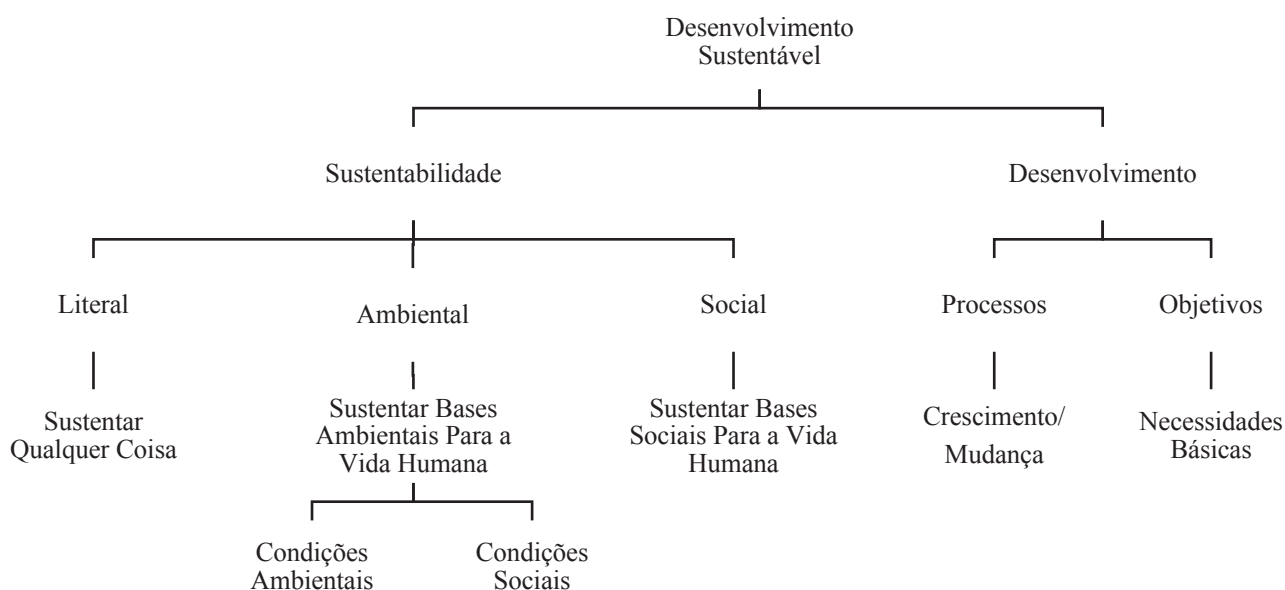 Desenvolvimento
Sustentável
Sustentabilidade
Desenvolvimento
Literal
Ambiental
Social
Processos
Objetivos
Sustentar
Qualquer Coisa
Sustentar Bases
Ambientais Para a
Vida Humana
Sustentar Bases
Sociais Para a Vida
Humana
Crescimento/
Mudança
Necessidades
Básicas
Condições
Ambientais
Condições
Sociais